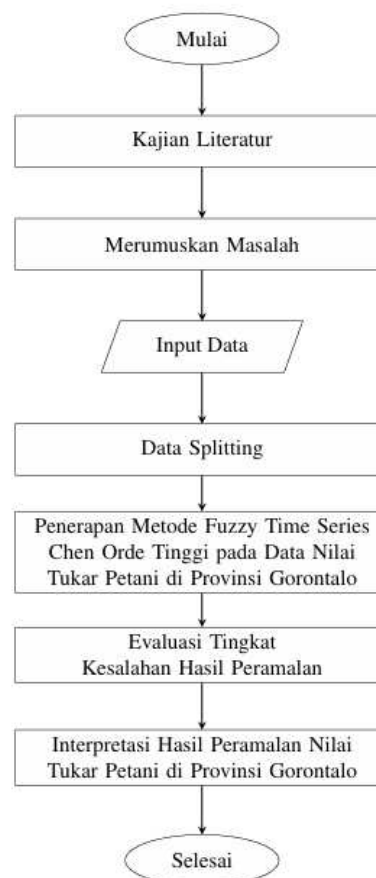 Mulai
Kajian Literatur
Merumuskan Masalah
Input Data
Data Splitting
Penerapan Metode Fuzzy Time Series
Chen Orde Tinggi pada Data Nilai
Tukar Petani di Provinsi Gorontalo
Evaluasi Tingkat
Kesalahan Hasil Peramalan
Interpretasi Hasil Peramalan Nilai
Tukar Petani di Provinsi Gorontalo
Selesai